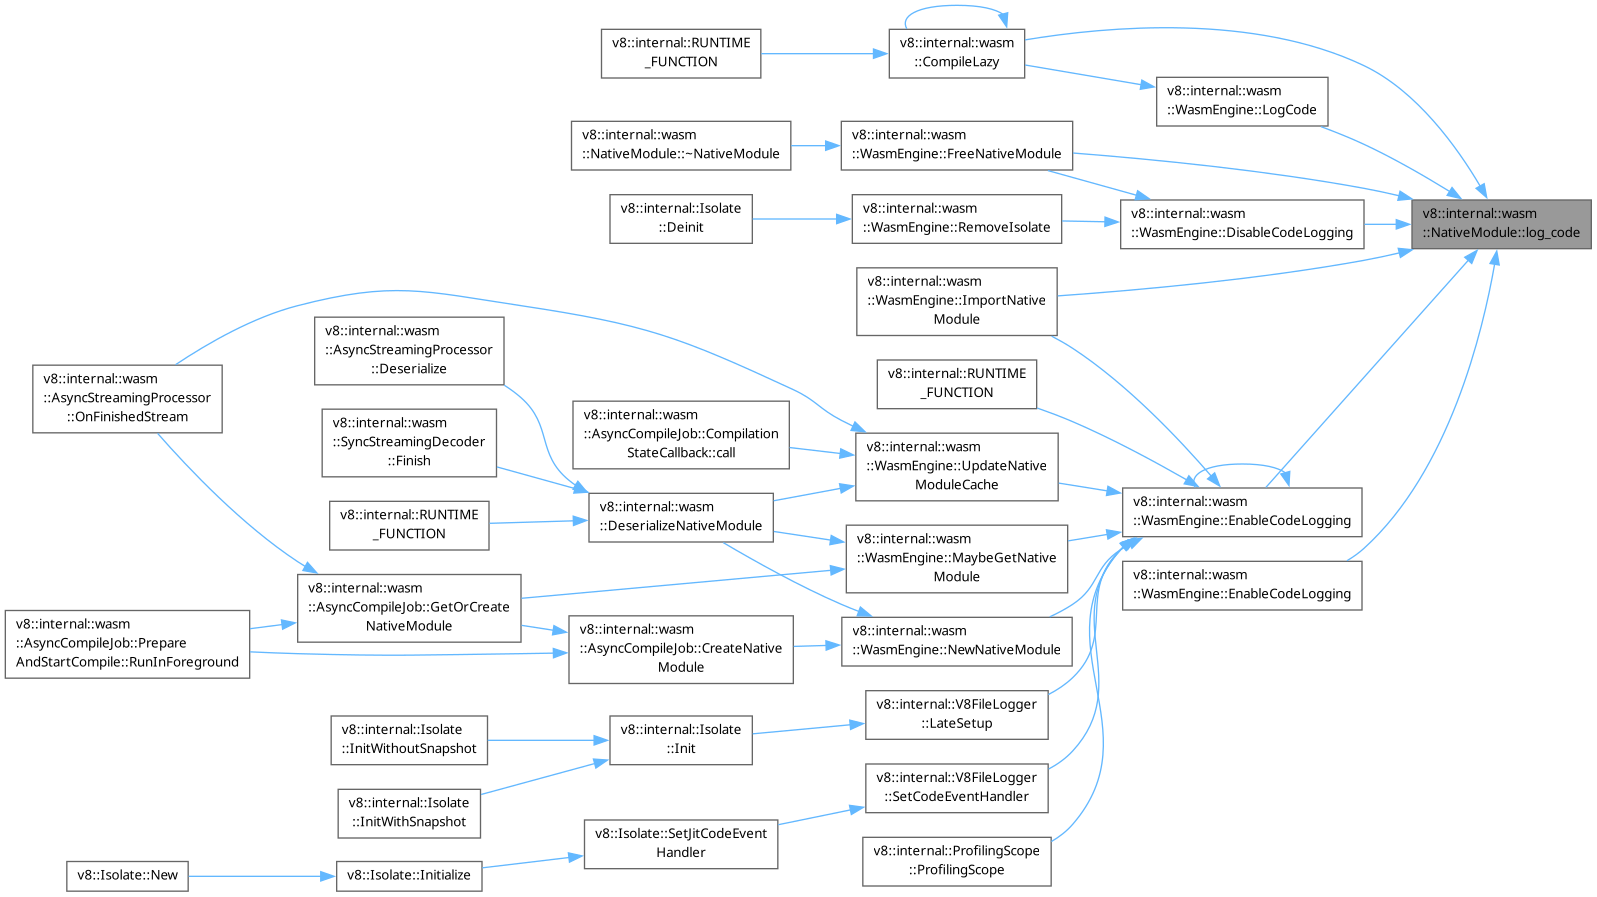 v8::internal::RUNTIME
_FUNCTION
v8::internal::wasm
::CompileLazy
v8::internal::wasm
::WasmEngine::LogCode
v8::internal::wasm
::NativeModule::~NativeModule
v8::internal::wasm
::WasmEngine::FreeNativeModule
v8::internal::Isolate
::Deinit
v8::internal::wasm
::WasmEngine::RemoveIsolate
v8::internal::wasm
::WasmEngine::DisableCodeLogging
v8::internal::wasm
::NativeModule::log_code
v8::internal::wasm
::WasmEngine::ImportNative
Module
v8::internal::wasm
::AsyncStreamingProcessor
::Deserialize
v8::internal::wasm
::AsyncStreamingProcessor
::OnFinishedStream
v8::internal::RUNTIME
_FUNCTION
v8::internal::wasm
::SyncStreamingDecoder
::Finish
v8::internal::wasm
::AsyncCompileJob::Compilation
StateCallback::call
v8::internal::wasm
::WasmEngine::UpdateNative
ModuleCache
v8::internal::RUNTIME
_FUNCTION
v8::internal::wasm
::DeserializeNativeModule
v8::internal::wasm
::WasmEngine::EnableCodeLogging
v8::internal::wasm
::WasmEngine::MaybeGetNative
Module
v8::internal::wasm
::WasmEngine::EnableCodeLogging
v8::internal::wasm
::AsyncCompileJob::GetOrCreate
NativeModule
v8::internal::wasm
::AsyncCompileJob::Prepare
AndStartCompile::RunInForeground
v8::internal::wasm
::AsyncCompileJob::CreateNative
Module
v8::internal::wasm
::WasmEngine::NewNativeModule
v8::internal::V8FileLogger
::LateSetup
v8::internal::Isolate
::InitWithoutSnapshot
v8::internal::Isolate
::Init
v8::internal::Isolate
::InitWithSnapshot
v8::internal::V8FileLogger
::SetCodeEventHandler
v8::Isolate::SetJitCodeEvent
Handler
v8::internal::ProfilingScope
::ProfilingScope
v8::Isolate::New
v8::Isolate::Initialize